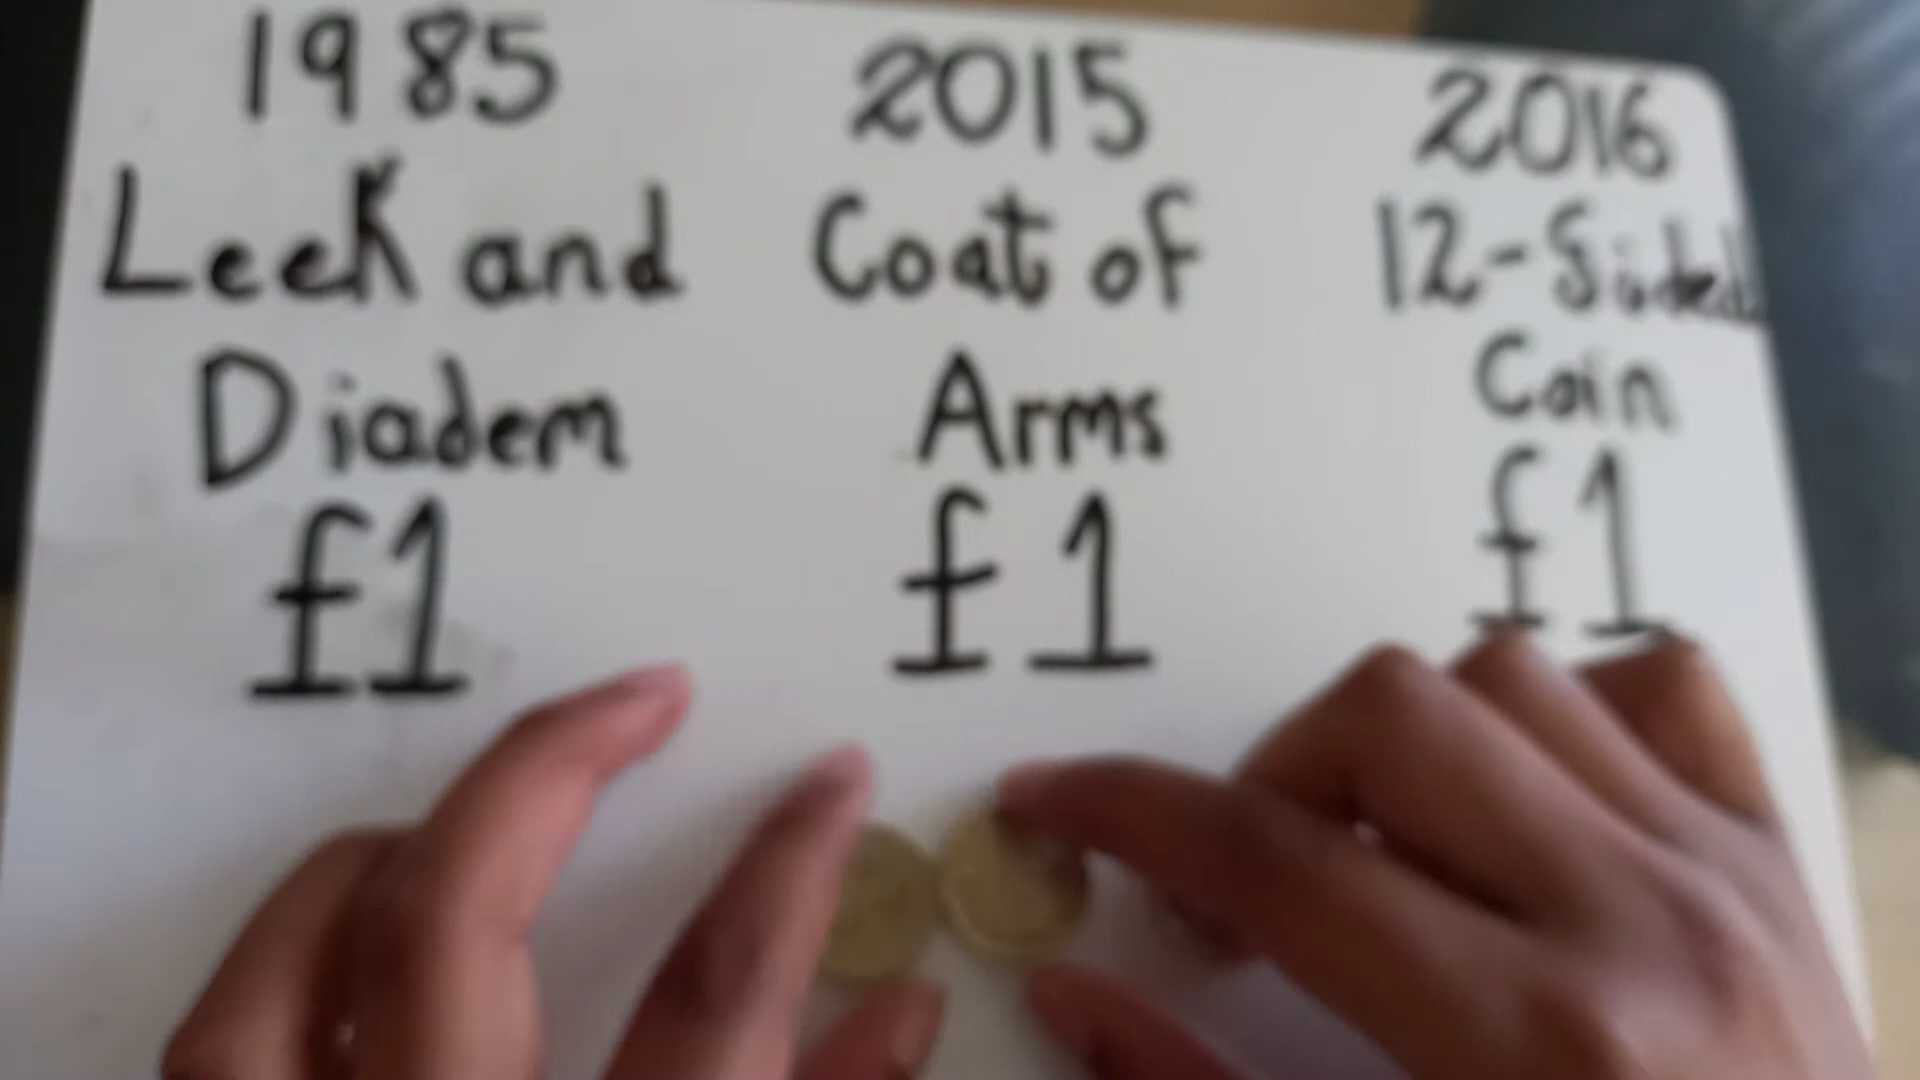 1985
Leek and
Diadem
£1
2015
Coat of
Arms
£1
2016
12-Sided
Coin
£1